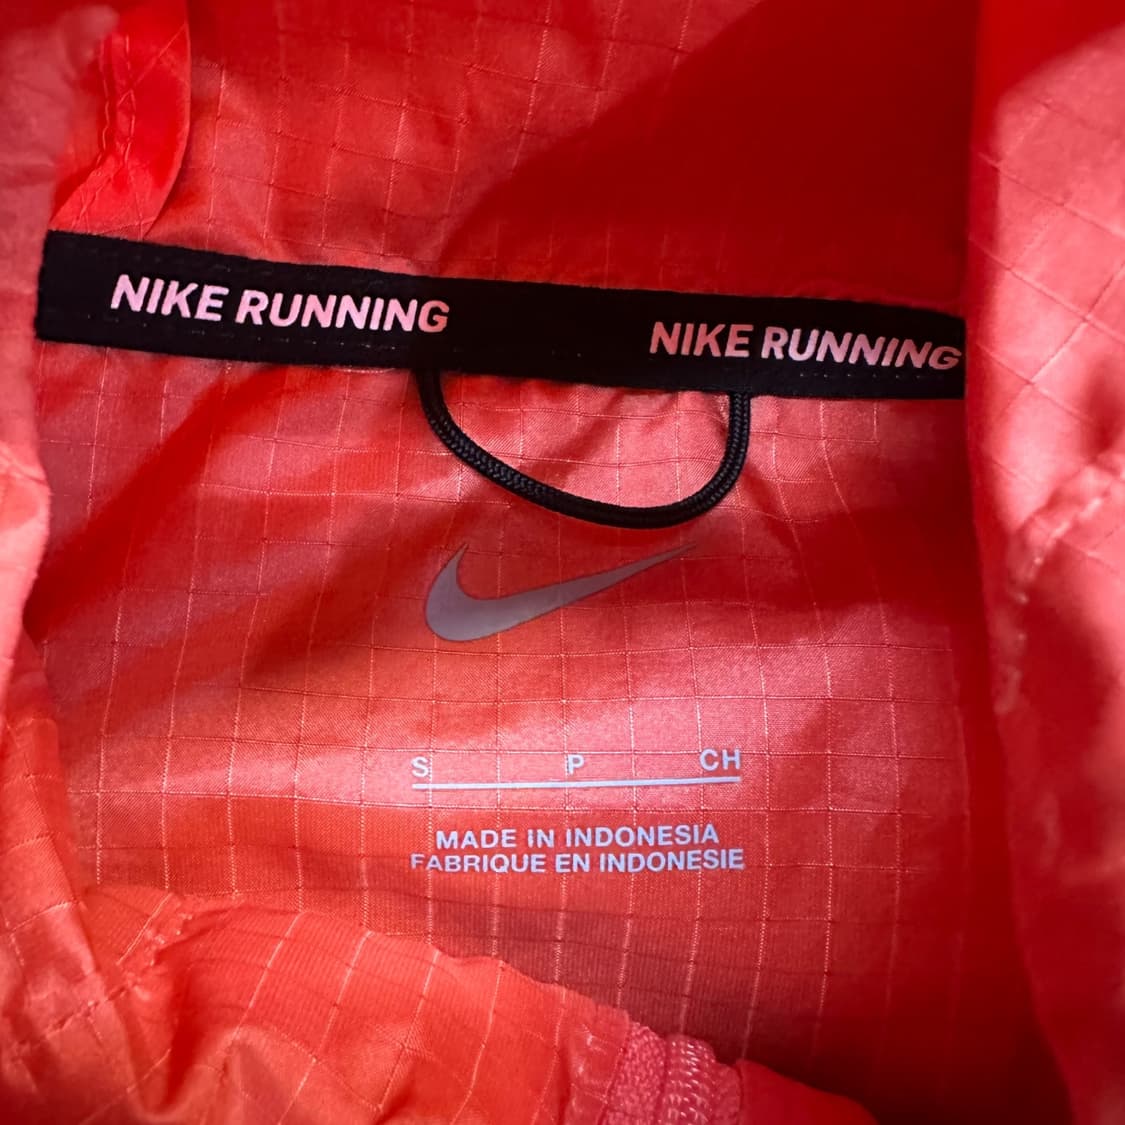 NIKE RUNNING NIKE RUNNING
S P CH
MADE IN INDONESIA
FABRIQUE EN INDONESIE